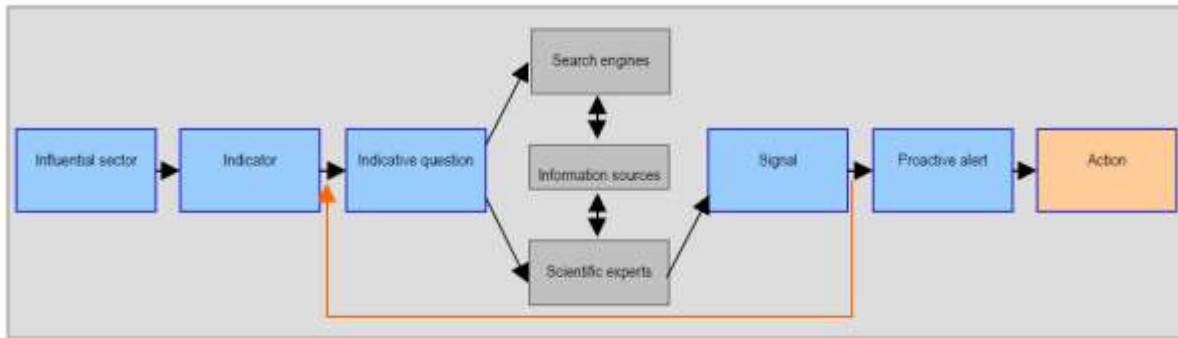 Influential sector
Indicator
Indicative question
Search engines
Information sources
Scientific experts
Signal
Proactive alert
Action